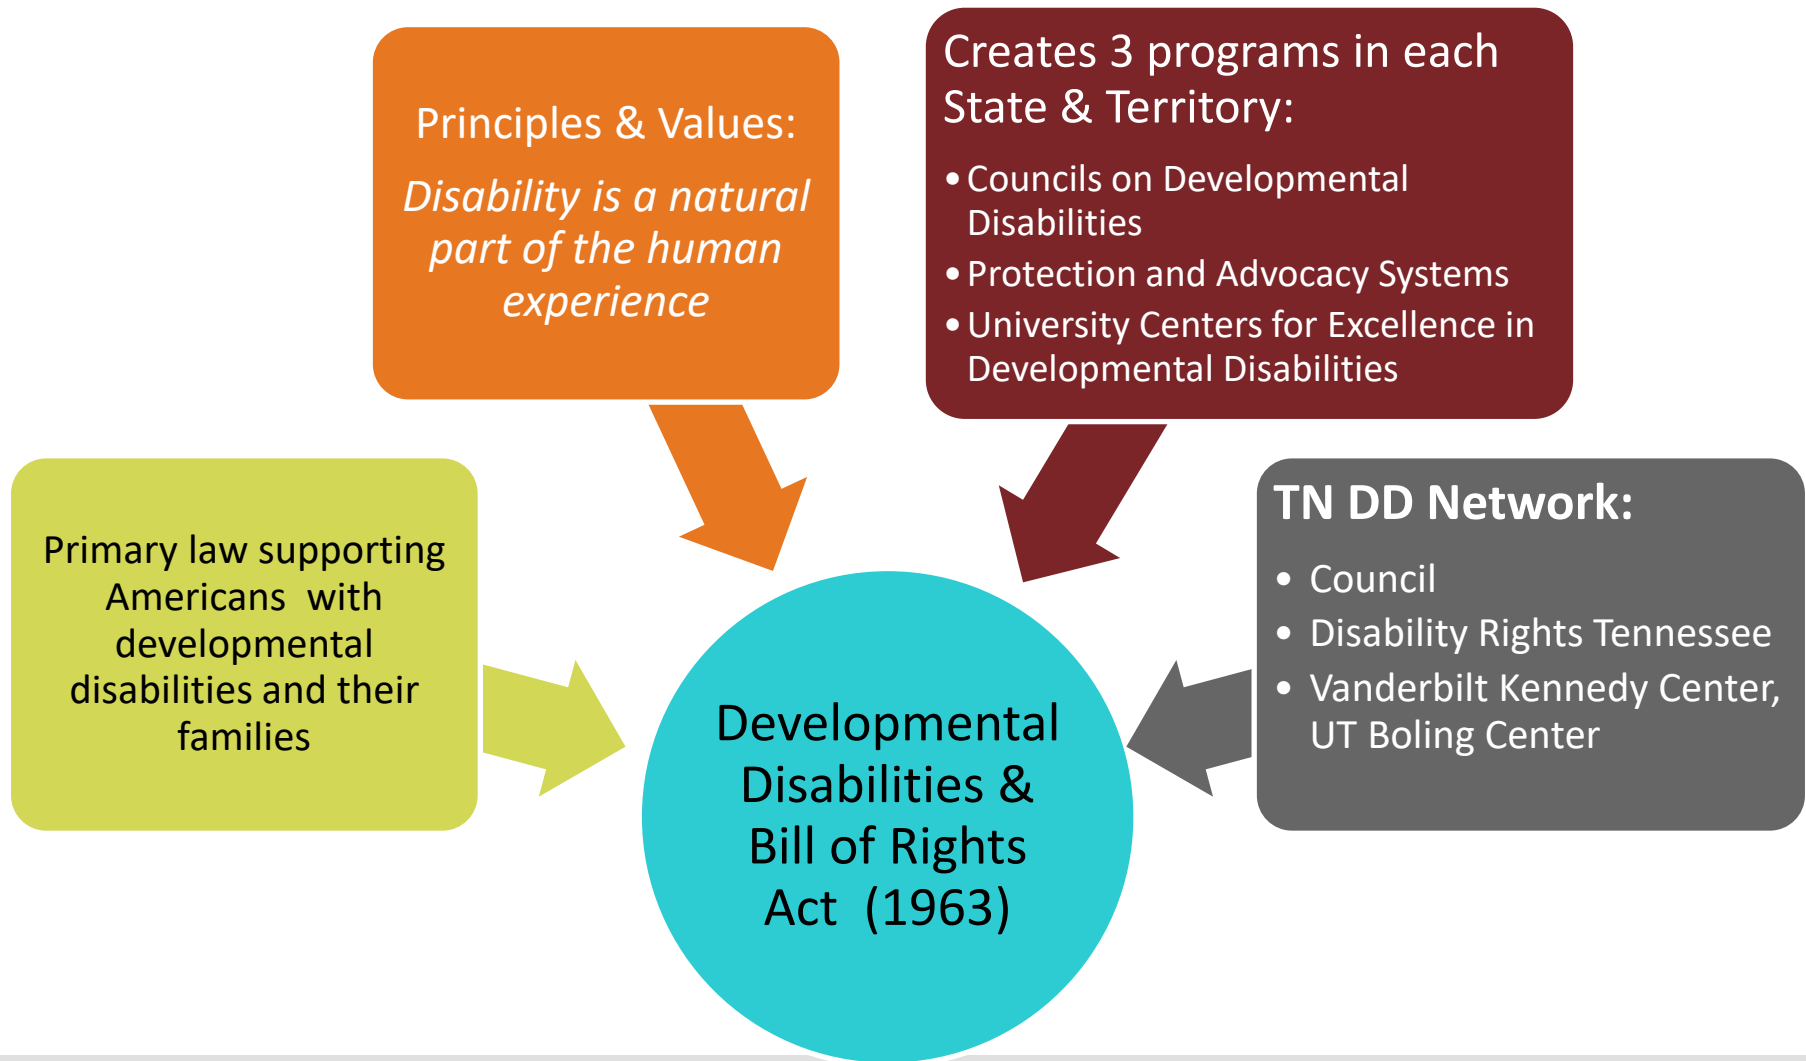 Principles & Values:
Disability is a natural
part of the human
experience
Creates 3 programs in each
State & Territory:
• Councils on Developmental
Disabilities
• Protection and Advocacy Systems
• University Centers for Excellence in
Developmental Disabilities
Primary law supporting
Americans  with
developmental
disabilities and their
families
TN DD Network:
• Council
• Disability Rights Tennessee
• Vanderbilt Kennedy Center,
UT Boling Center
Developmental
Disabilities &
Bill of Rights
Act  (1963)